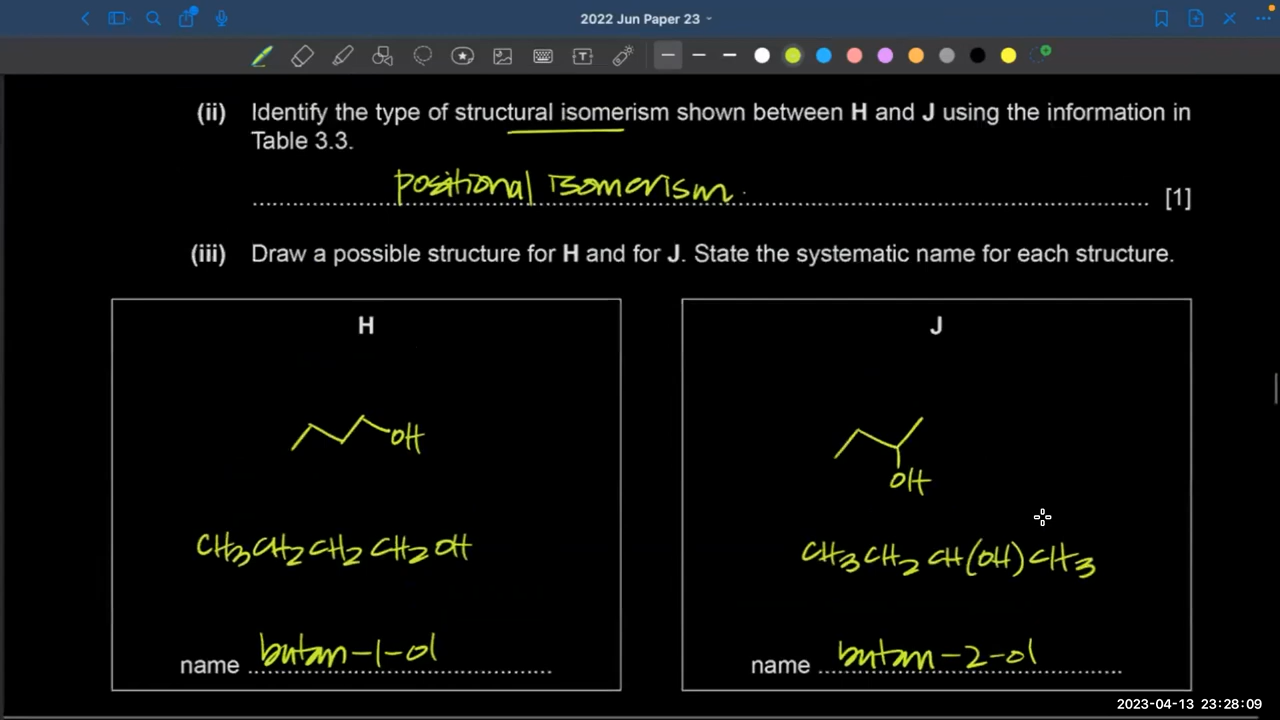 2022 Jun Paper 23
(ii) Identify the type of structural isomerism shown between H and J using the information in
Table 3.3.
positional isomerism. [1]
(iii) Draw a possible structure for H and for J. State the systematic name for each structure.
H
OH
CH3CH2CH2CH2OH
name butan-1-ol
J
OH
CH3CH2CH(OH)CH3
name butan-2-ol
2023-04-13 23:28:09